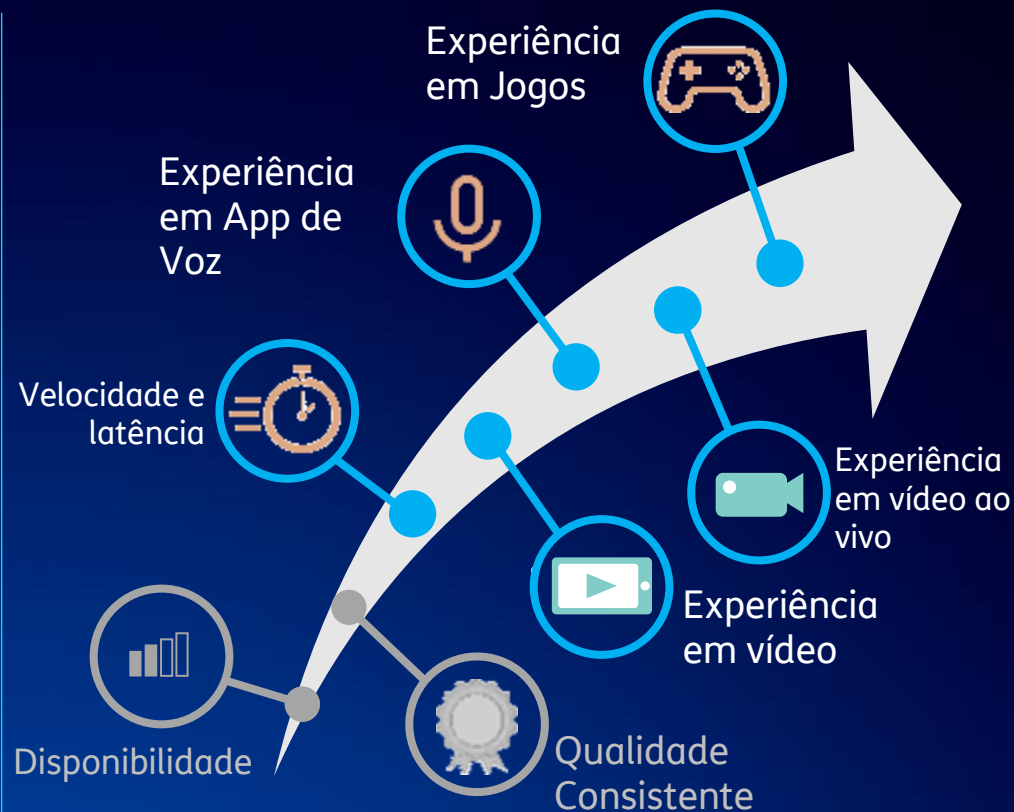 Experiência
em Jogos
Experiência
em App de
Voz
Velocidade e
latência
Experiência
em vídeo ao
vivo
Experiência
em vídeo
Disponibilidade
Qualidade
Consistente